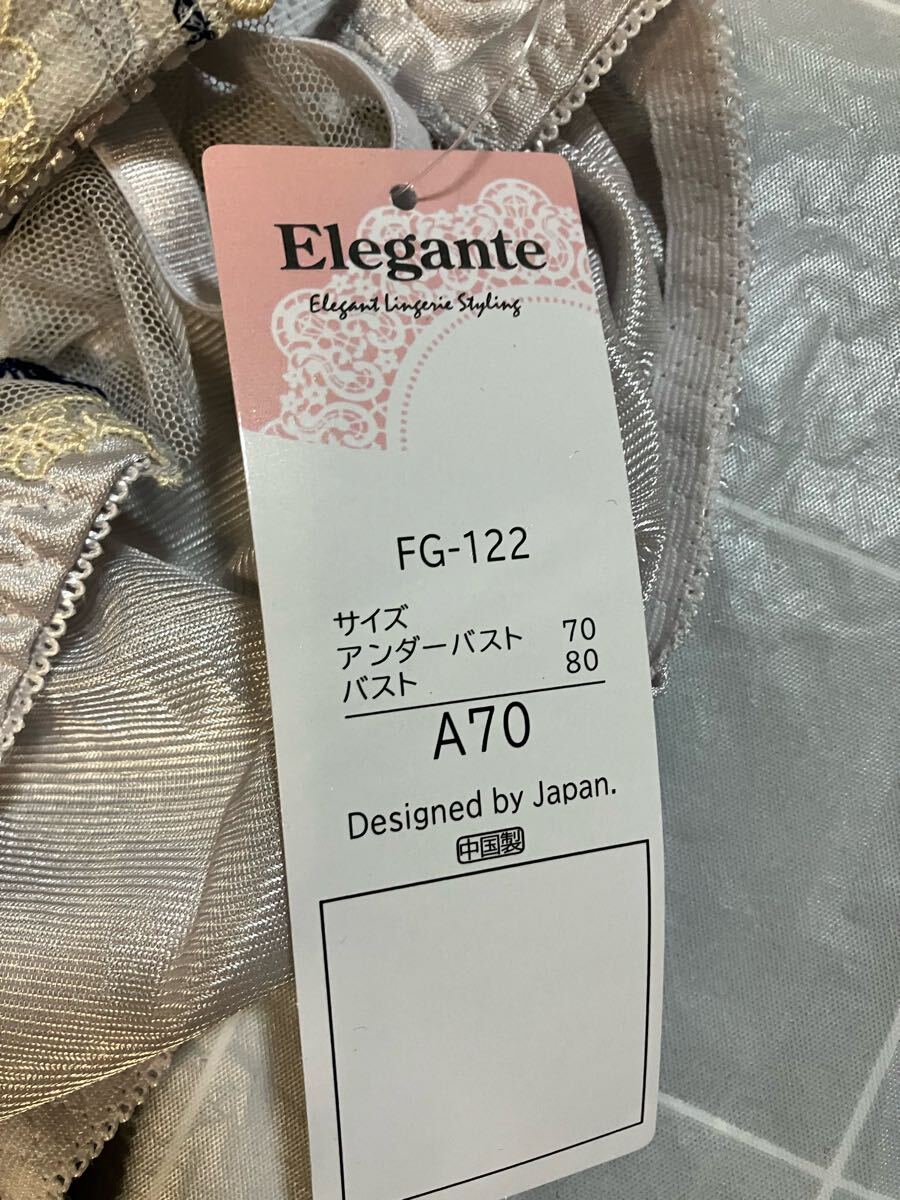 Elegante
Elegant Lingerie Styling
FG-122
サイズ
アンダーバスト 70
バスト 80
A70
Designed by Japan.
中国製